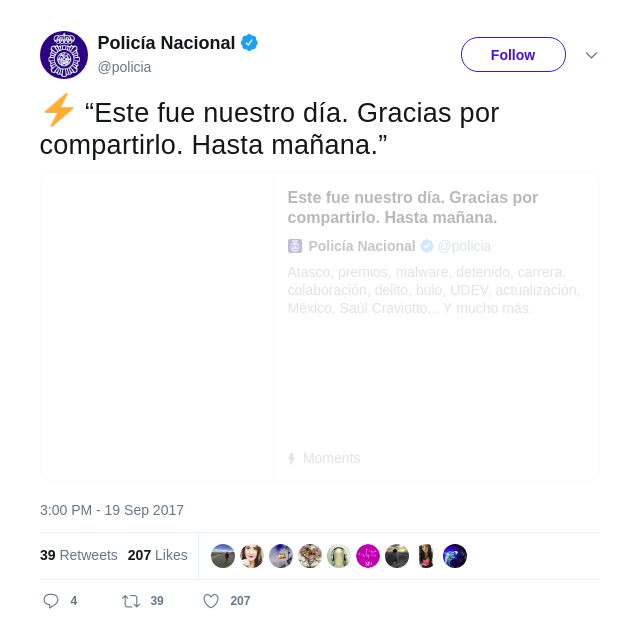 Policía Nacional
@policia
Follow
⚡ “Este fue nuestro día. Gracias por
compartirlo. Hasta mañana.”
Este fue nuestro día. Gracias por
compartirlo. Hasta mañana.
Policía Nacional @policia
Atasco, premios, malware, detenido, carrera,
colaboración, delito, bulo, UDEV, actualización,
México, Saúl Craviotto... Y mucho más.
Moments
3:00 PM - 19 Sep 2017
39 Retweets 207 Likes
4 39 207